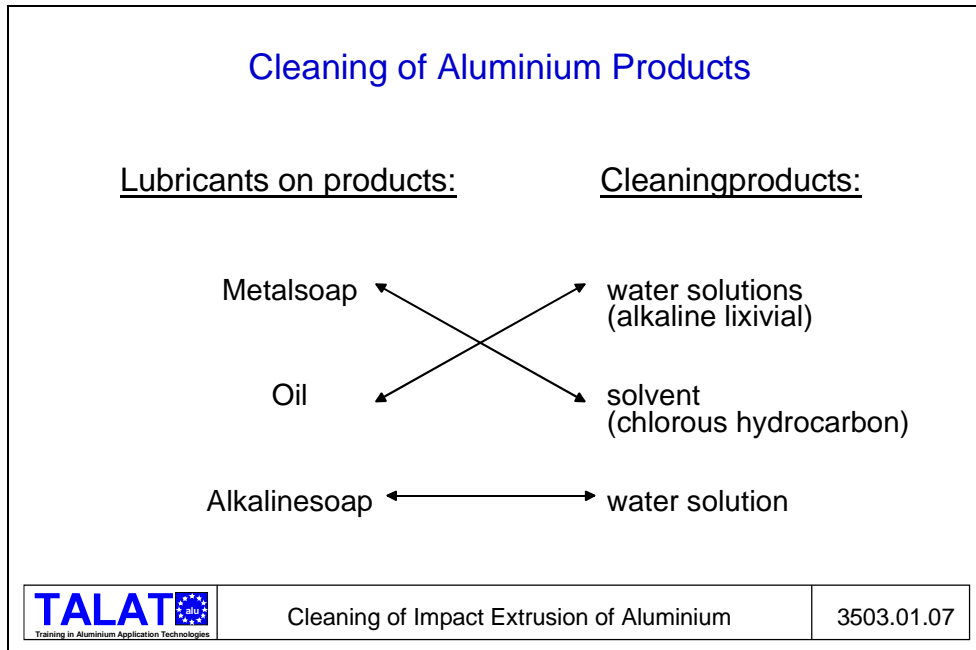 Cleaning of Aluminium Products
Lubricants on products:
Cleaningproducts:
Metalsoap
water solutions
(alkaline lixivial)
Oil
solvent
(chlorous hydrocarbon)
Alkalinesoap
water solution
TALAT
alu
Training in Aluminium Application Technologies
Cleaning of Impact Extrusion of Aluminium
3503.01.07